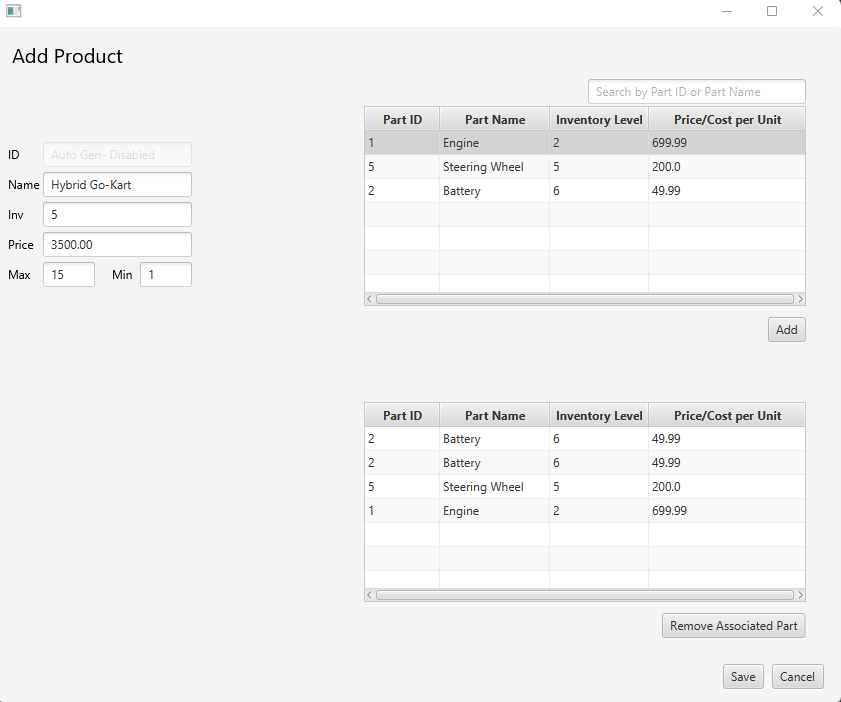 Add Product
Search by Part ID or Part Name
ID Auto Gen- Disabled
Name Hybrid Go-Kart
Inv 5
Price 3500.00
Max 15 Min 1
Part ID Part Name Inventory Level Price/Cost per Unit
1 Engine 2 699.99
5 Steering Wheel 5 200.0
2 Battery 6 49.99
Add
Part ID Part Name Inventory Level Price/Cost per Unit
2 Battery 6 49.99
2 Battery 6 49.99
5 Steering Wheel 5 200.0
1 Engine 2 699.99
Remove Associated Part
Save Cancel